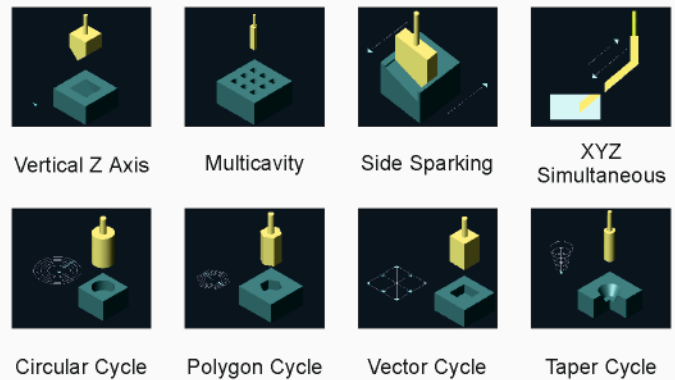 Vertical Z Axis
Multicavity
Side Sparking
XYZ
Simultaneous
Circular Cycle
Polygon Cycle
Vector Cycle
Taper Cycle